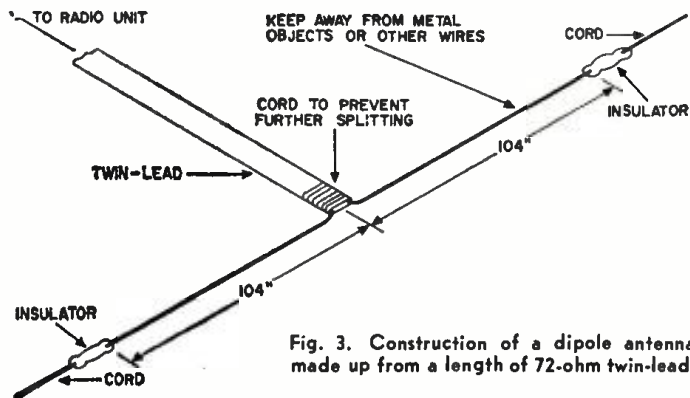 TO RADIO UNIT
KEEP AWAY FROM METAL
OBJECTS OR OTHER WIRES
CORD
INSULATOR
CORD TO PREVENT
FURTHER SPLITTING
TWIN-LEAD
104"
104"
INSULATOR
CORD
Fig. 3. Construction of a dipole antenna
made up from a length of 72-ohm twin-lead